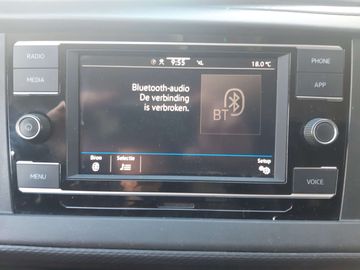 RADIO
MEDIA
MENU
9:55
18.0 °C
Bluetooth-audio
De verbinding
is verbroken.
BT
Bron
Selectie
Setup
PHONE
APP
VOICE